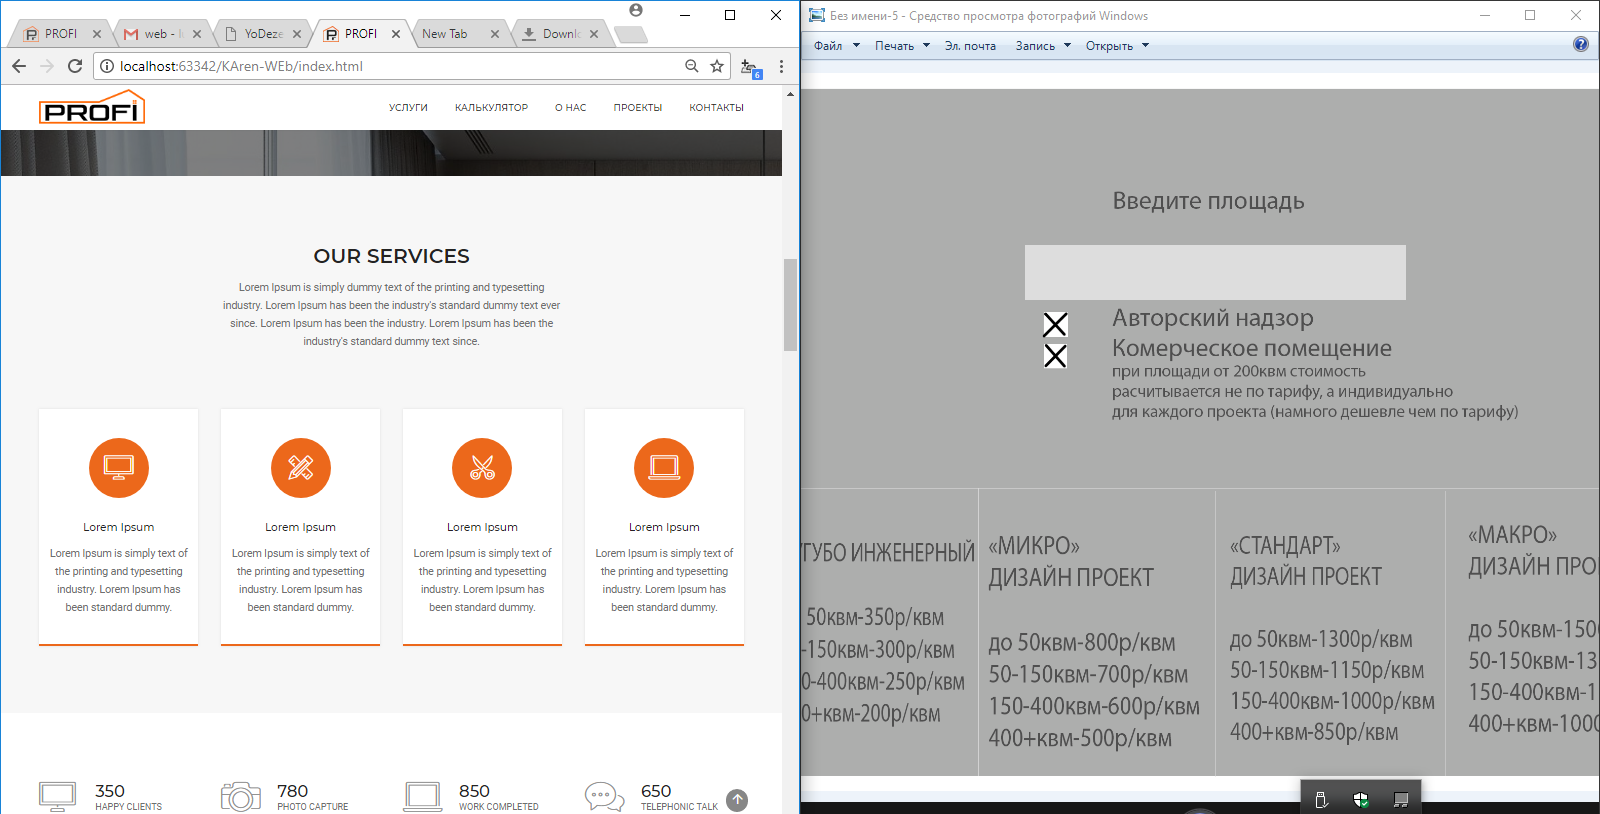 PROFI
web - I
YoDeze
PROFI
New Tab
Downlo
localhost:63342/KAren-WEb/index.html
6
PROFi
УСЛУГИ
КАЛЬКУЛЯТОР
О НАС
ПРОЕКТЫ
КОНТАКТЫ
OUR SERVICES
Lorem Ipsum is simply dummy text of the printing and typesetting
industry. Lorem Ipsum has been the industry's standard dummy text ever
since. Lorem Ipsum has been the industry. Lorem Ipsum has been the
industry's standard dummy text since.
Lorem Ipsum
Lorem Ipsum is simply text of
the printing and typesetting
industry. Lorem Ipsum has
been standard dummy.
Lorem Ipsum
Lorem Ipsum is simply text of
the printing and typesetting
industry. Lorem Ipsum has
been standard dummy.
Lorem Ipsum
Lorem Ipsum is simply text of
the printing and typesetting
industry. Lorem Ipsum has
been standard dummy.
Lorem Ipsum
Lorem Ipsum is simply text of
the printing and typesetting
industry. Lorem Ipsum has
been standard dummy.
350
HAPPY CLIENTS
780
PHOTO CAPTURE
850
WORK COMPLETED
650
TELEPHONIC TALK
Без имени-5 - Средство просмотра фотографий Windows
Файл
Печать
Эл. почта
Запись
Открыть
Введите площадь
Авторский надзор
Комерческое помещение
при площади от 200квм стоимость
расчитывается не по тарифу, а индивидуально
для каждого проекта (намного дешевле чем по тарифу)
УГУБО ИНЖЕНЕРНЫЙ
50квм-350р/квм
-150квм-300р/квм
0-400квм-250р/квм
0+квм-200р/квм
«МИКРО»
ДИЗАЙН ПРОЕКТ
до 50квм-800р/квм
50-150квм-700р/квм
150-400квм-600р/квм
400+квм-500р/квм
«СТАНДАРТ»
ДИЗАЙН ПРОЕКТ
до 50квм-1300р/квм
50-150квм-1150р/квм
150-400квм-1000р/квм
400+квм-850р/квм
«МАКРО»
ДИЗАЙН ПРО
до 50квм-150
50-150квм-13
150-400квм-1
400+квм-1000